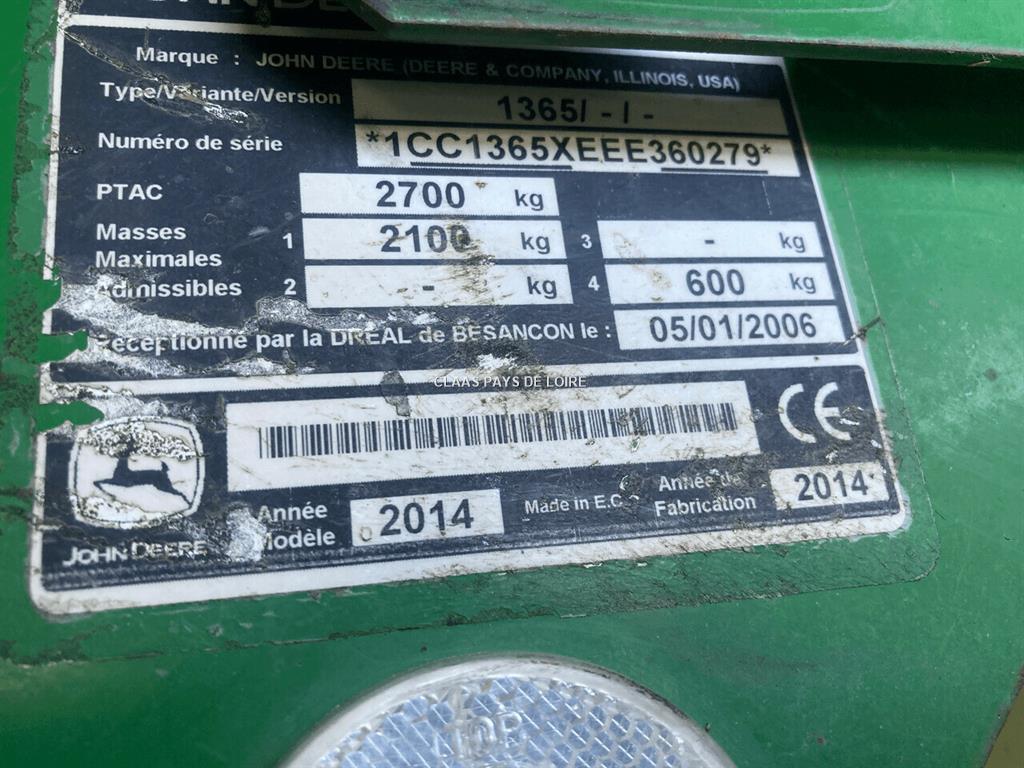 Marque : JOHN DEERE (DEERE & COMPANY, ILLINOIS, USA)
Type/Variante/Version 1365/ - / -
Numéro de série *1CC1365XEEE360279*
PTAC 2700 kg
Masses Maximales Admissibles
1 2100 kg 3 - kg
2 - kg 4 600 kg
Réceptionné par la DREAL de BESANCON le : 05/01/2006
CLAAS PAYS DE LOIRE
CE
JOHN DEERE
Année Modèle 2014 Made in E.C. Année de Fabrication 2014